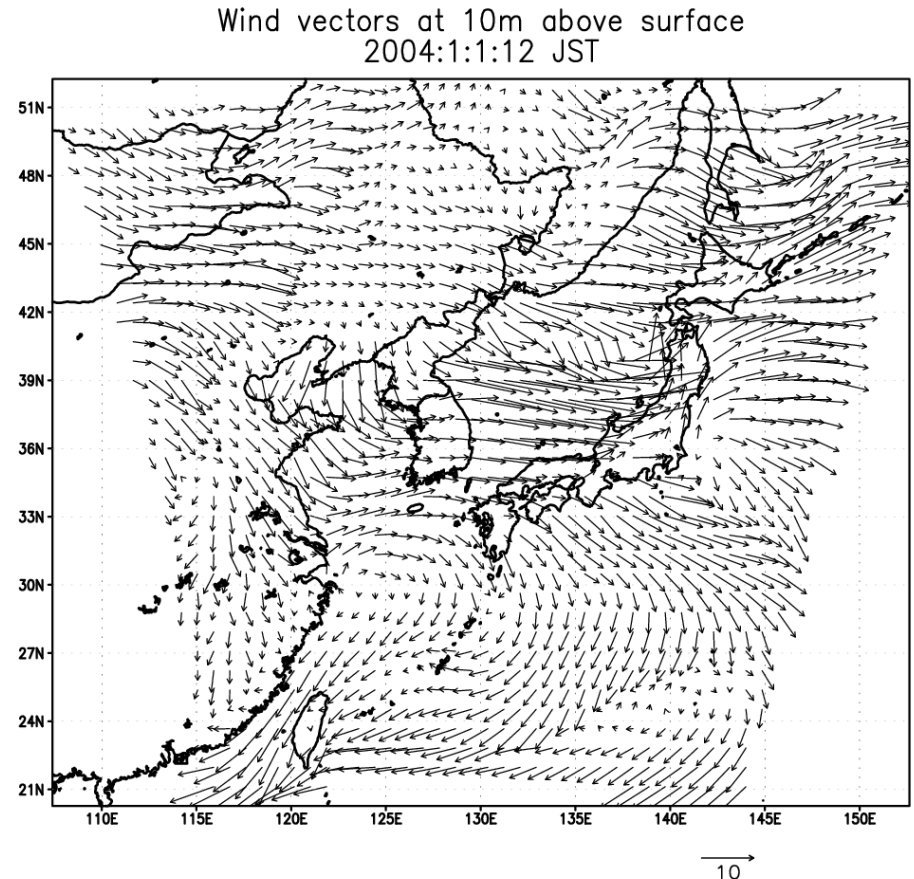 Wind vectors at 10m above surface
2004:1:1:12 JST
51N
48N
45N
42N
39N
36N
33N
30N
27N
24N
21N
110E 115E 120E 125E 130E 135E 140E 145E 150E
10